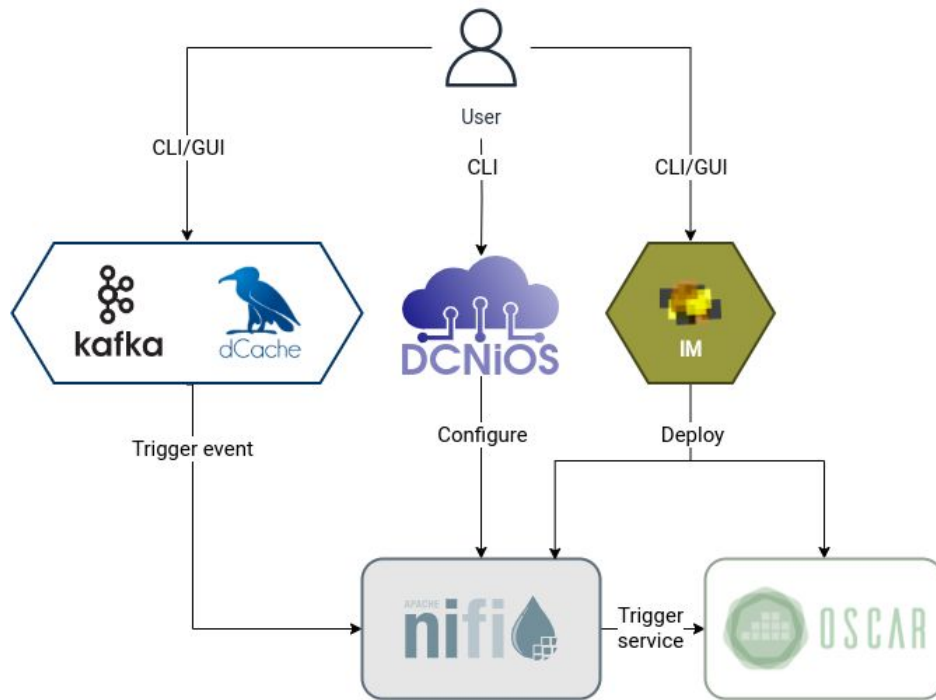 User
CLI/GUI
CLI
CLI/GUI
kafka
dCache
DCNiOS
IM
Trigger event
Configure
Deploy
APACHE
nifi
Trigger
service
OSCAR